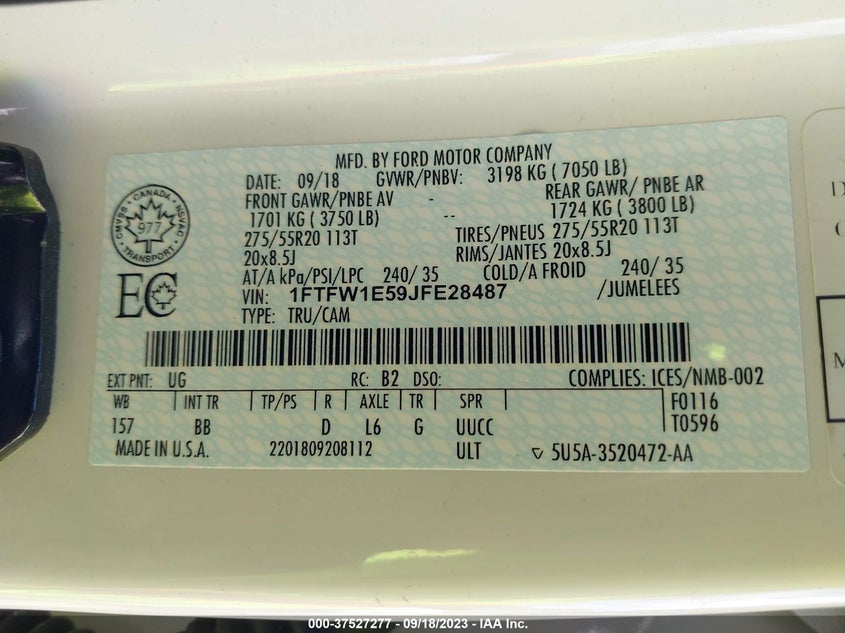 MFD. BY FORD MOTOR COMPANY
DATE: 09/18 GVWR/PNBV: 3198 KG ( 7050 LB)
FRONT GAWR/PNBE AV - REAR GAWR/ PNBE AR
1701 KG ( 3750 LB) -- 1724 KG ( 3800 LB)
275/55R20 113T TIRES/PNEUS 275/55R20 113T
20x8.5J RIMS/JANTES 20x8.5J
AT/A kPa/PSI/LPC 240/ 35 COLD/A FROID 240/ 35
VIN: 1FTFW1E59JFE28487 /JUMELEES
TYPE: TRU/CAM
CANADA
CMVSS NSVAC
977
TRANSPORT
EC
EXT PNT: UG RC: B2 DSO: COMPLIES: ICES/NMB-002
WB INT TR TP/PS R AXLE TR SPR F0116
157 BB D L6 G UUCC T0596
MADE IN U.S.A. 2201809208112 ULT ▽ 5U5A-3520472-AA
000-37527277 - 09/18/2023 - IAA Inc.